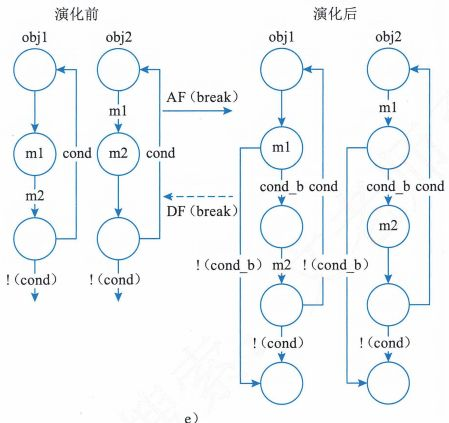 演化前
演化后
obj1
obj2
obj1
obj2
m1
AF(break)
m1
m1
m2
cond
cond
m1
m2
cond_b
cond
cond_b
cond
DF(break)
m2
!(cond_b)
m2
!(cond_b)
!(cond)
!(cond)
!(cond)
!(cond)
e)